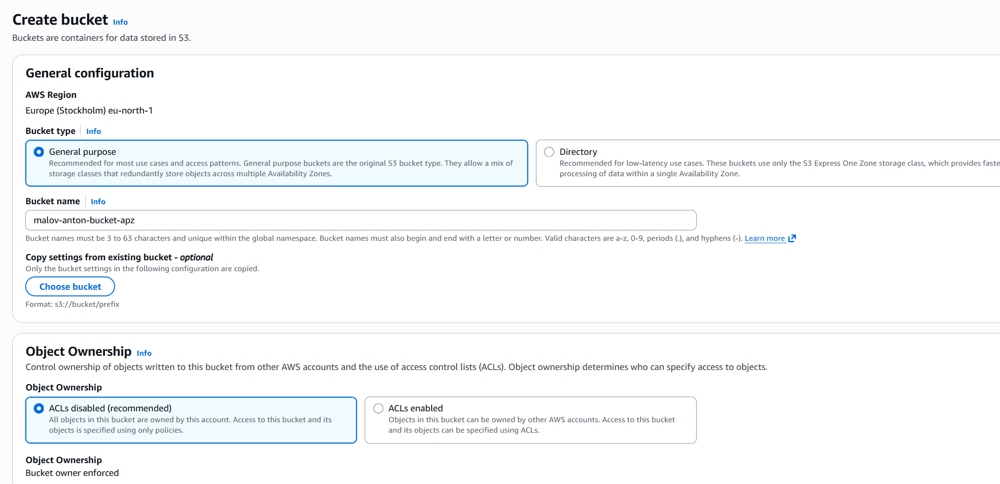 Create bucket Info
Buckets are containers for data stored in S3.
General configuration
AWS Region
Europe (Stockholm) eu-north-1
Bucket type Info
General purpose
Recommended for most use cases and access patterns. General purpose buckets are the original S3 bucket type. They allow a mix of
storage classes that redundantly store objects across multiple Availability Zones.
Directory
Recommended for low-latency use cases. These buckets use only the S3 Express One Zone storage class, which provides faste
processing of data within a single Availability Zone.
Bucket name Info
malov-anton-bucket-apz
Bucket names must be 3 to 63 characters and unique within the global namespace. Bucket names must also begin and end with a letter or number. Valid characters are a-z, 0-9, periods (.), and hyphens (-). Learn more
Copy settings from existing bucket - optional
Only the bucket settings in the following configuration are copied.
Choose bucket
Format: s3://bucket/prefix
Object Ownership Info
Control ownership of objects written to this bucket from other AWS accounts and the use of access control lists (ACLs). Object ownership determines who can specify access to objects.
Object Ownership
ACLs disabled (recommended)
All objects in this bucket are owned by this account. Access to this bucket and its
objects is specified using only policies.
ACLs enabled
Objects in this bucket can be owned by other AWS accounts. Access to this bucket
and its objects can be specified using ACLs.
Object Ownership
Bucket owner enforced